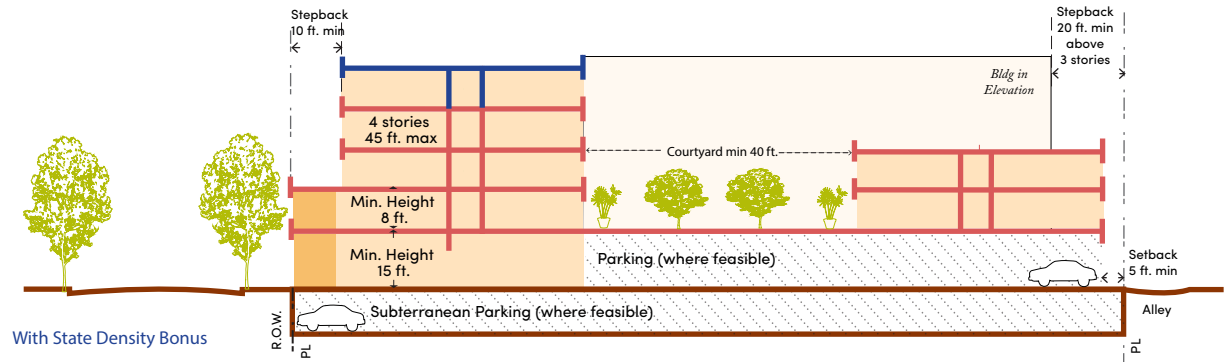 Stepback
10 ft. min
Stepback
20 ft. min
above
3 stories
Bldg in
Elevation
4 stories
45 ft. max
Courtyard min 40 ft.
Min. Height
8 ft.
Min. Height
15 ft.
Parking (where feasible)
Setback
5 ft. min
Subterranean Parking (where feasible)
Alley
With State Density Bonus
R.O.W.
PL
PL